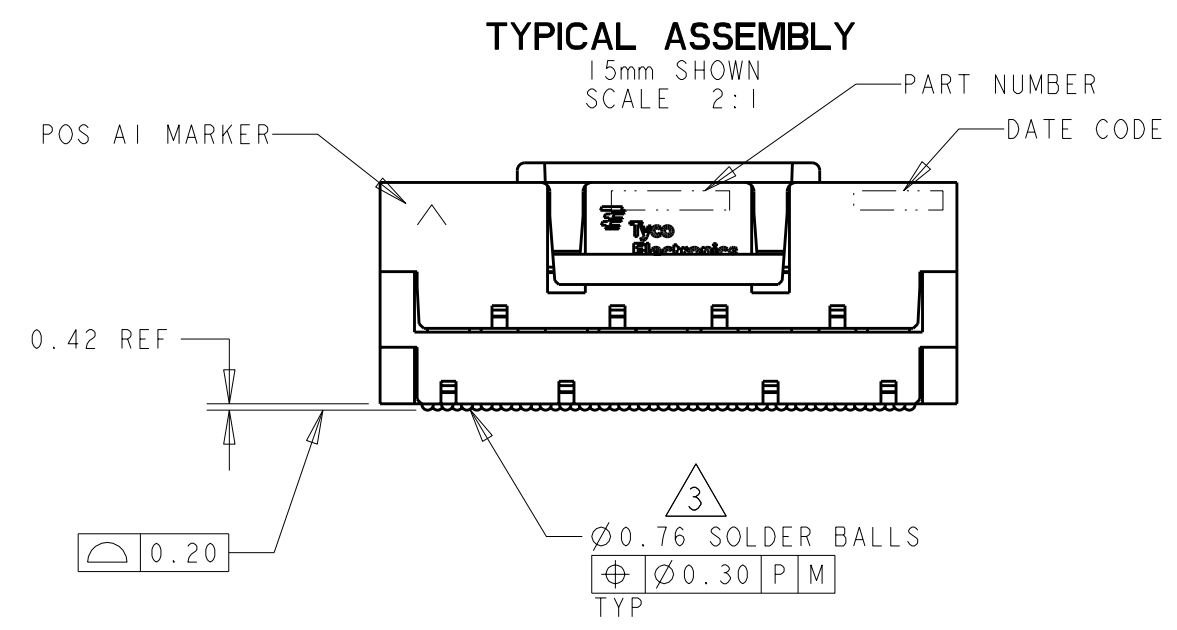 TYPICAL ASSEMBLY
15mm SHOWN
SCALE 2:1
PART NUMBER
POS A1 MARKER
DATE CODE
Tyco
Electronics
0.42 REF
3
⌓ 0.20
Ø0.76 SOLDER BALLS
⌖ Ø0.30 P M
TYP